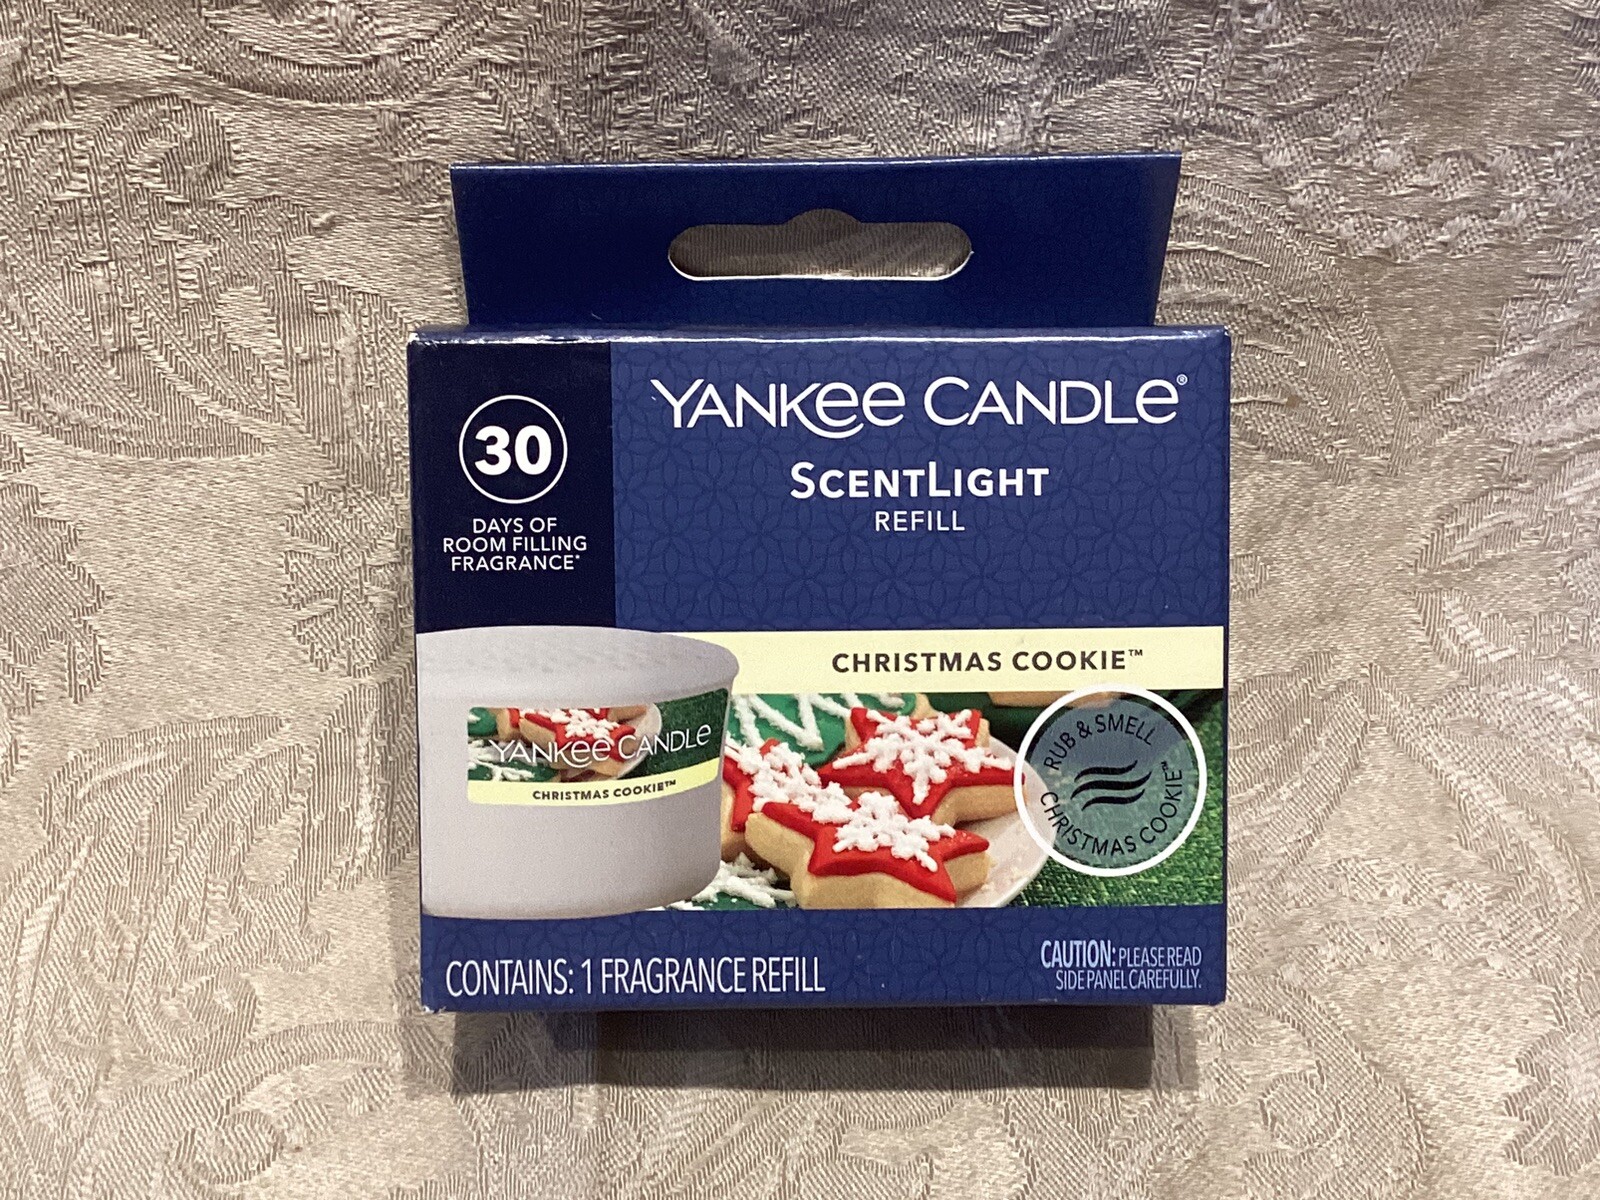 30
DAYS OF
ROOM FILLING
FRAGRANCE*
YANKee CANDLe®
SCENTLIGHT
REFILL
CHRISTMAS COOKIE™
YANKee CANDLe
CHRISTMAS COOKIE™
RUB & SMELL
CHRISTMAS COOKIE™
CONTAINS: 1 FRAGRANCE REFILL
CAUTION: PLEASE READ
SIDE PANEL CAREFULLY.